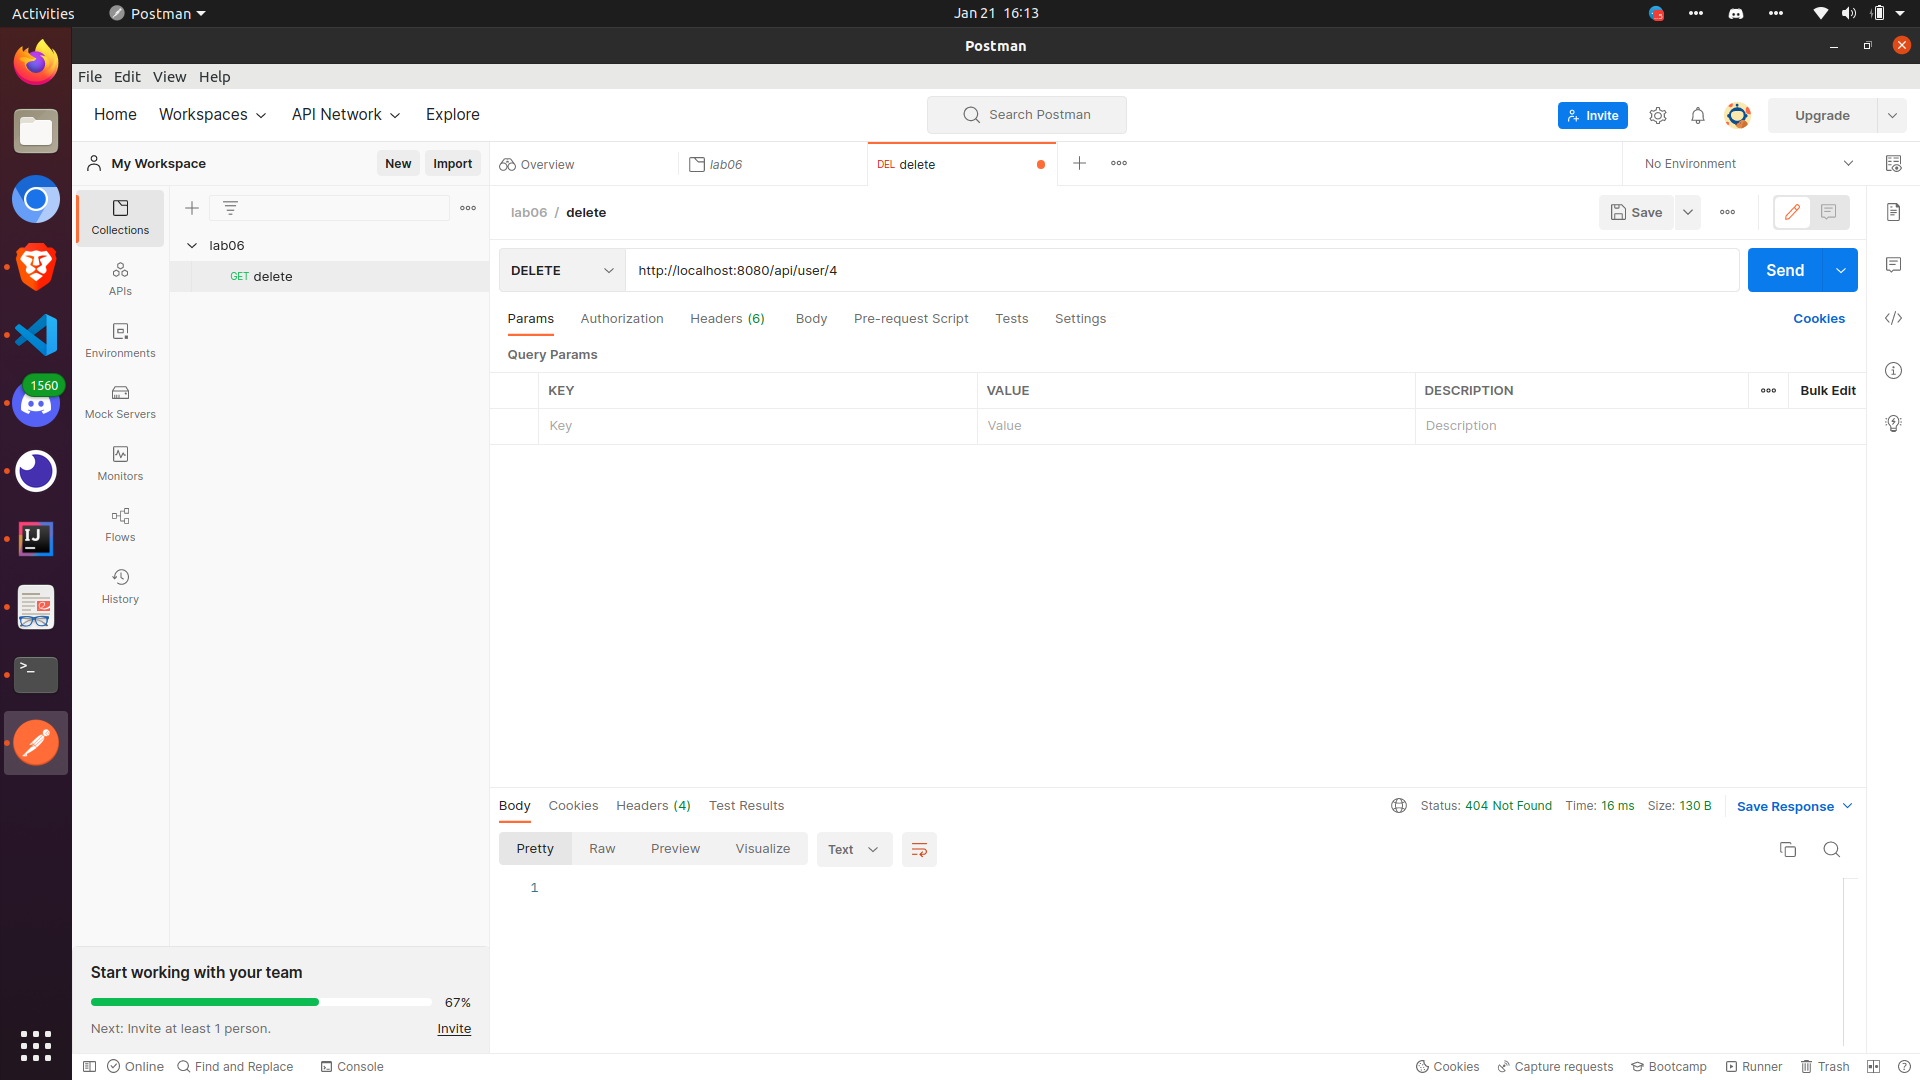 Activities
Postman
Jan 21 16:13
Postman
File Edit View Help
Home Workspaces API Network Explore
Search Postman
Invite
Upgrade
My Workspace
New
Import
Overview
lab06
DEL delete
No Environment
Collections
APIs
Environments
Mock Servers
Monitors
Flows
History
lab06
GET delete
lab06 / delete
Save
DELETE
http://localhost:8080/api/user/4
Send
Params Authorization Headers (6) Body Pre-request Script Tests Settings
Cookies
Query Params
KEY VALUE DESCRIPTION
Bulk Edit
Key Value Description
1560
IJ
>_
Body Cookies Headers (4) Test Results
Status: 404 Not Found Time: 16 ms Size: 130 B
Save Response
Pretty Raw Preview Visualize
Text
1
Start working with your team
67%
Next: Invite at least 1 person.
Invite
Online
Find and Replace
Console
Cookies
Capture requests
Bootcamp
Runner
Trash